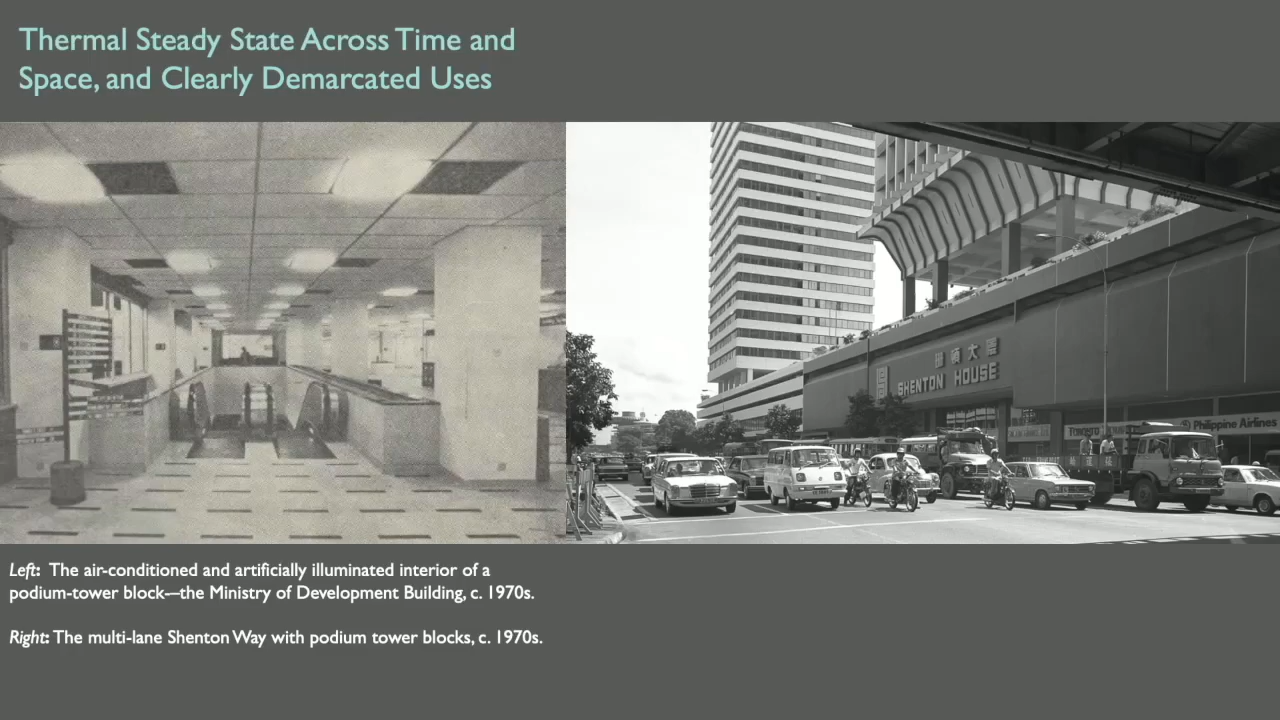 Thermal Steady State Across Time and
Space, and Clearly Demarcated Uses
SHENTON HOUSE
Philippine Airlines
Left: The air-conditioned and artificially illuminated interior of a
podium-tower block-–the Ministry of Development Building, c. 1970s.
Right: The multi-lane Shenton Way with podium tower blocks, c. 1970s.